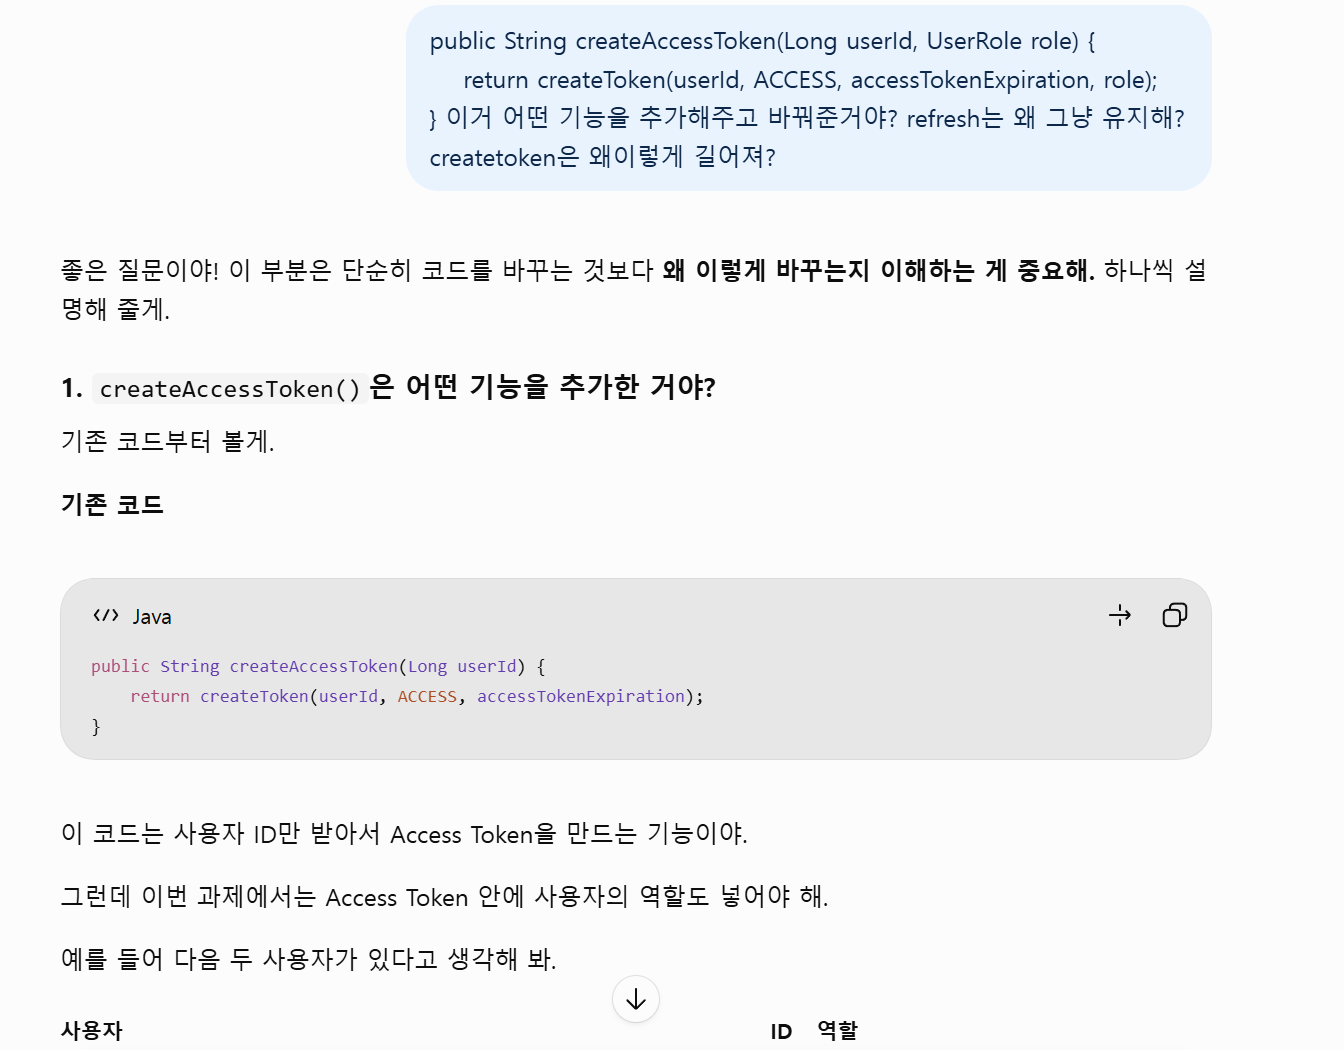 public String createAccessToken(Long userId, UserRole role) {
return createToken(userId, ACCESS, accessTokenExpiration, role);
} 이거 어떤 기능을 추가해주고 바꿔준거야? refresh는 왜 그냥 유지해?
createtoken은 왜이렇게 길어져?
좋은 질문이야! 이 부분은 단순히 코드를 바꾸는 것보다 왜 이렇게 바꾸는지 이해하는 게 중요해. 하나씩 설
명해 줄게.
1. createAccessToken()은 어떤 기능을 추가한 거야?
기존 코드부터 볼게.
기존 코드
</> Java
public String createAccessToken(Long userId) {
return createToken(userId, ACCESS, accessTokenExpiration);
}
이 코드는 사용자 ID만 받아서 Access Token을 만드는 기능이야.
그런데 이번 과제에서는 Access Token 안에 사용자의 역할도 넣어야 해.
예를 들어 다음 두 사용자가 있다고 생각해 봐.
사용자 ID 역할